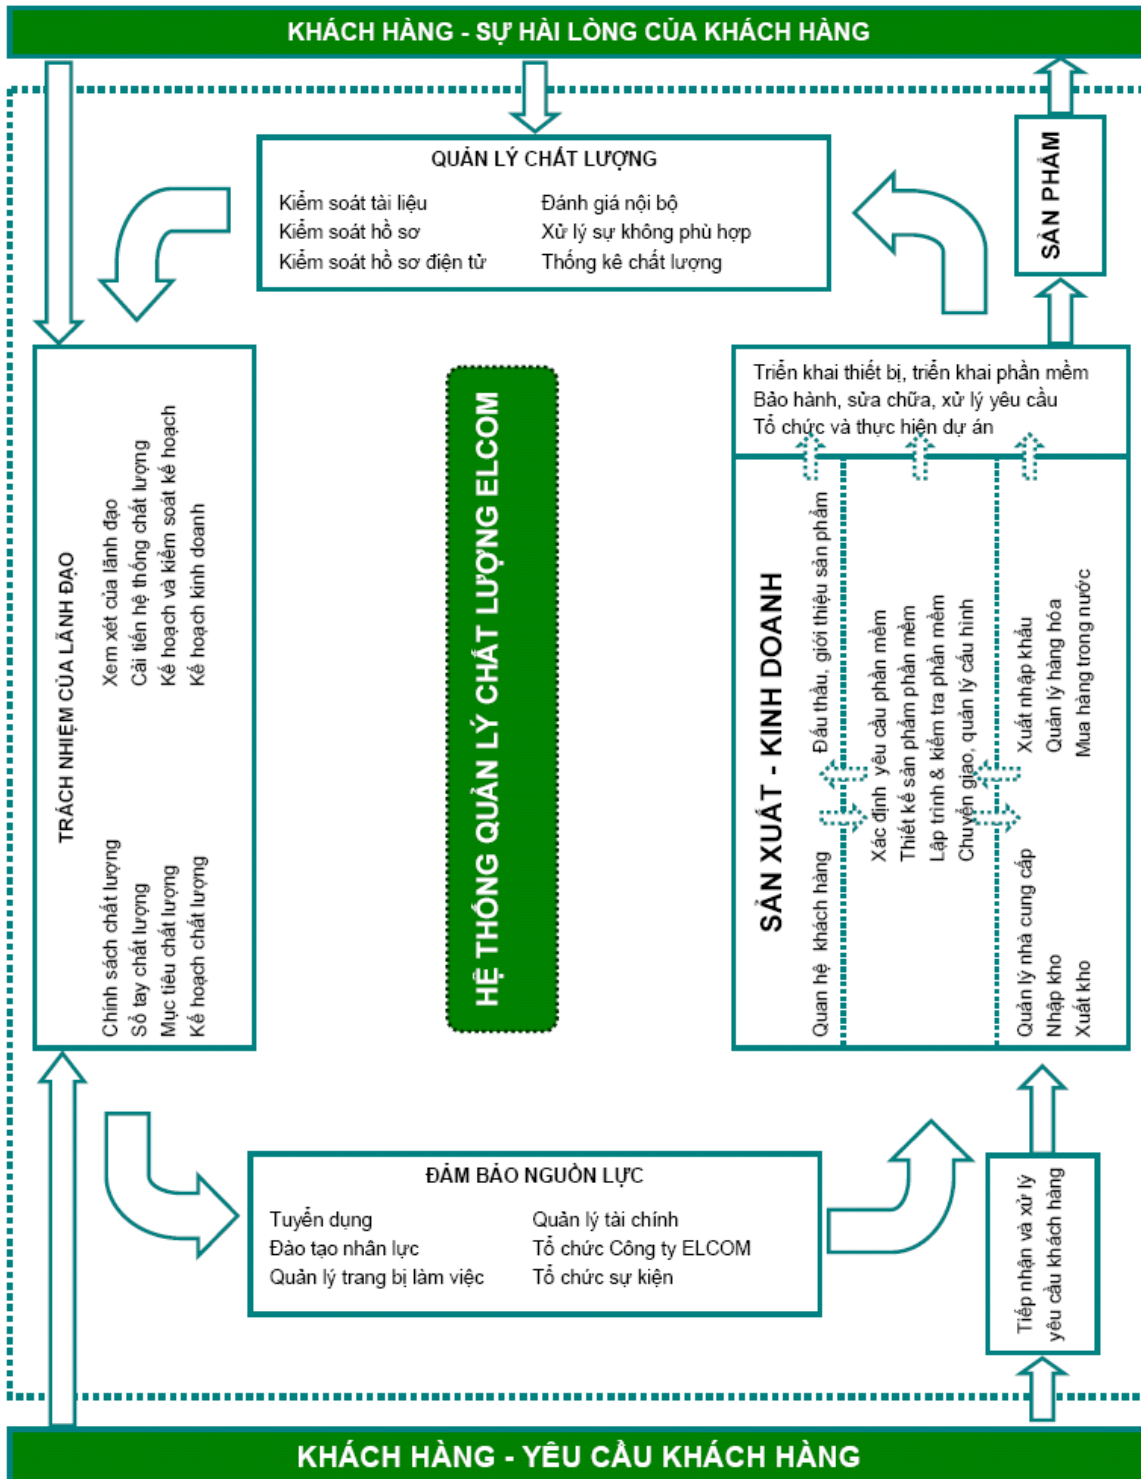 KHÁCH HÀNG - SỰ HÀI LÒNG CỦA KHÁCH HÀNG
QUẢN LÝ CHẤT LƯỢNG
Kiểm soát tài liệu
Kiểm soát hồ sơ
Kiểm soát hồ sơ điện tử
Đánh giá nội bộ
Xử lý sự không phù hợp
Thống kê chất lượng
SẢN PHẨM
TRÁCH NHIỆM CỦA LÃNH ĐẠO
Chính sách chất lượng
Sổ tay chất lượng
Mục tiêu chất lượng
Kế hoạch chất lượng
Xem xét của lãnh đạo
Cải tiến hệ thống chất lượng
Kế hoạch và kiểm soát kế hoạch
Kế hoạch kinh doanh
HỆ THỐNG QUẢN LÝ CHẤT LƯỢNG ELCOM
Triển khai thiết bị, triển khai phần mềm
Bảo hành, sửa chữa, xử lý yêu cầu
Tổ chức và thực hiện dự án
SẢN XUẤT - KINH DOANH
Quan hệ khách hàng
Đấu thầu, giới thiệu sản phẩm
Xác định yêu cầu phần mềm
Thiết kế sản phẩm phần mềm
Lập trình & kiểm tra phần mềm
Chuyển giao, quản lý cấu hình
Quản lý nhà cung cấp
Nhập kho
Xuất kho
Xuất nhập khẩu
Quản lý hàng hóa
Mua hàng trong nước
ĐẢM BẢO NGUỒN LỰC
Tuyển dụng
Đào tạo nhân lực
Quản lý trang bị làm việc
Quản lý tài chính
Tổ chức Công ty ELCOM
Tổ chức sự kiện
Tiếp nhận và xử lý
yêu cầu khách hàng
KHÁCH HÀNG - YÊU CẦU KHÁCH HÀNG